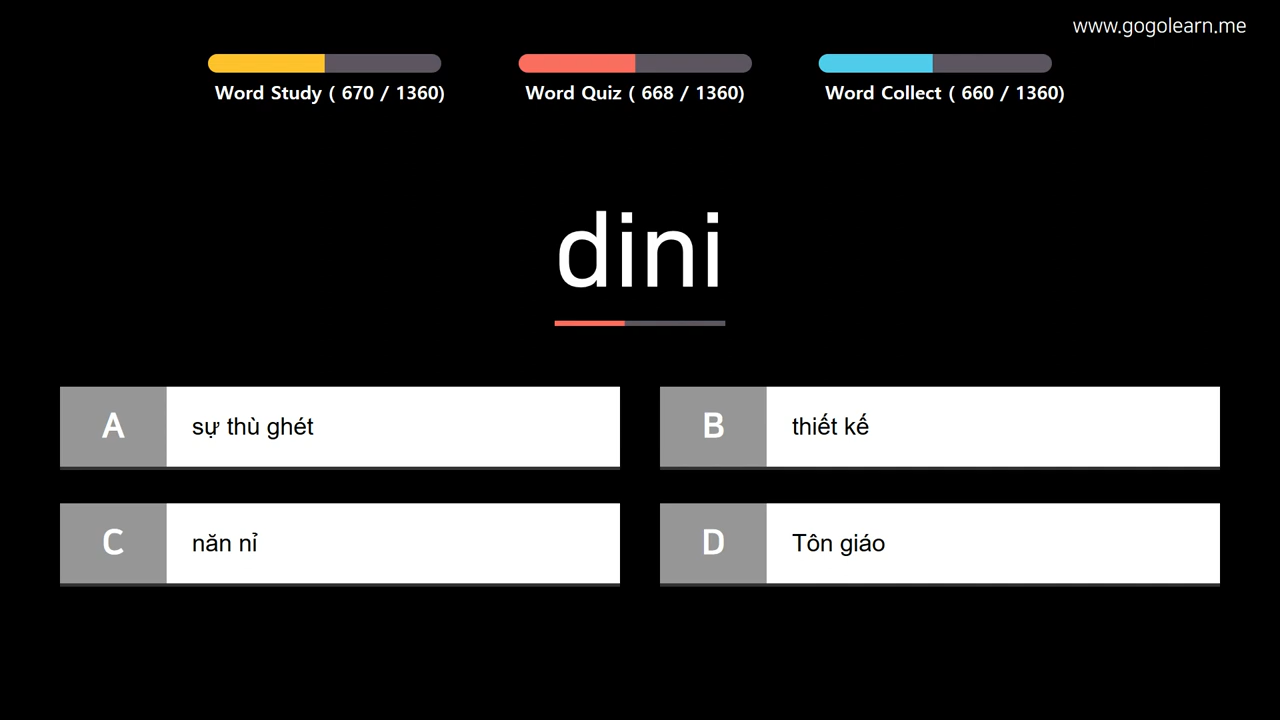 www.gogolearn.me
Word Study ( 670 / 1360)
Word Quiz ( 668 / 1360)
Word Collect ( 660 / 1360)
dini
A sự thù ghét
B thiết kế
C năn nỉ
D Tôn giáo